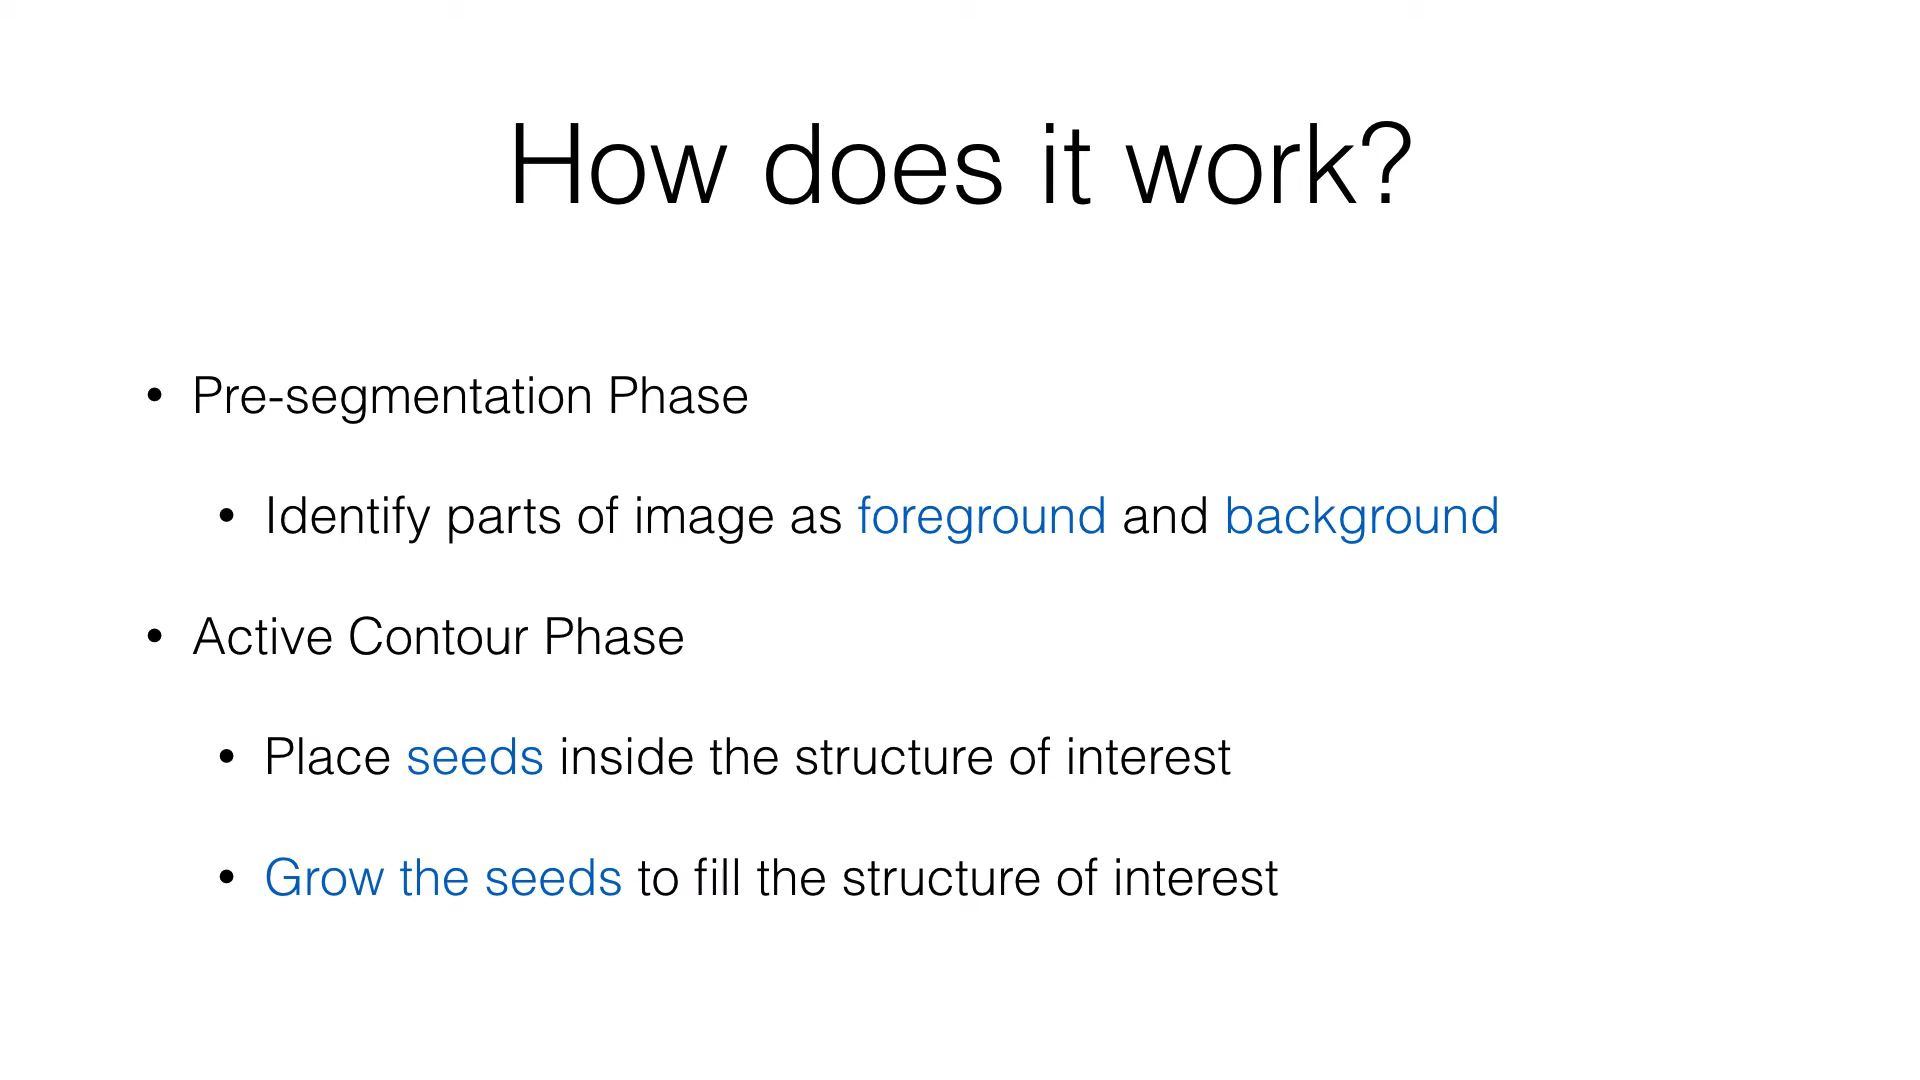 How does it work?
• Pre-segmentation Phase
• Identify parts of image as foreground and background
• Active Contour Phase
• Place seeds inside the structure of interest
• Grow the seeds to fill the structure of interest